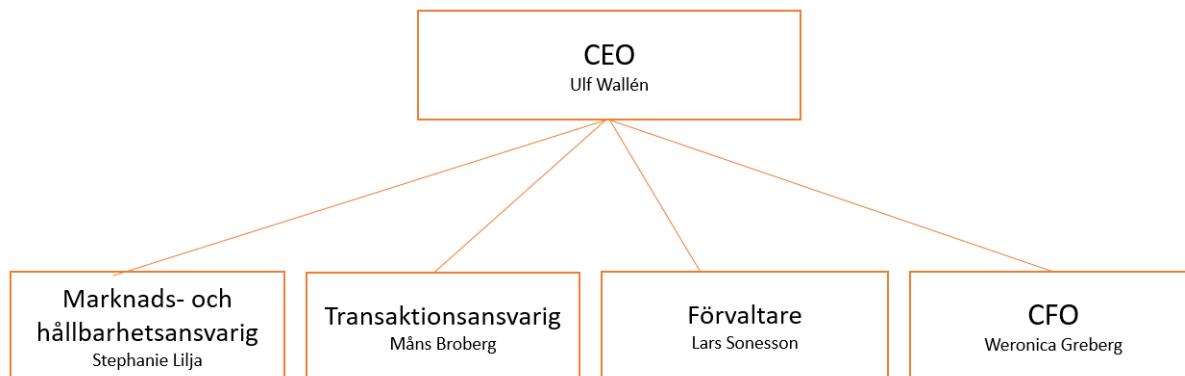 CEO
Ulf Wallén
Marknads- och
hållbarhetsansvarig
Stephanie Lilja
Transaktionsansvarig
Måns Broberg
Förvaltare
Lars Sonesson
CFO
Weronica Greberg